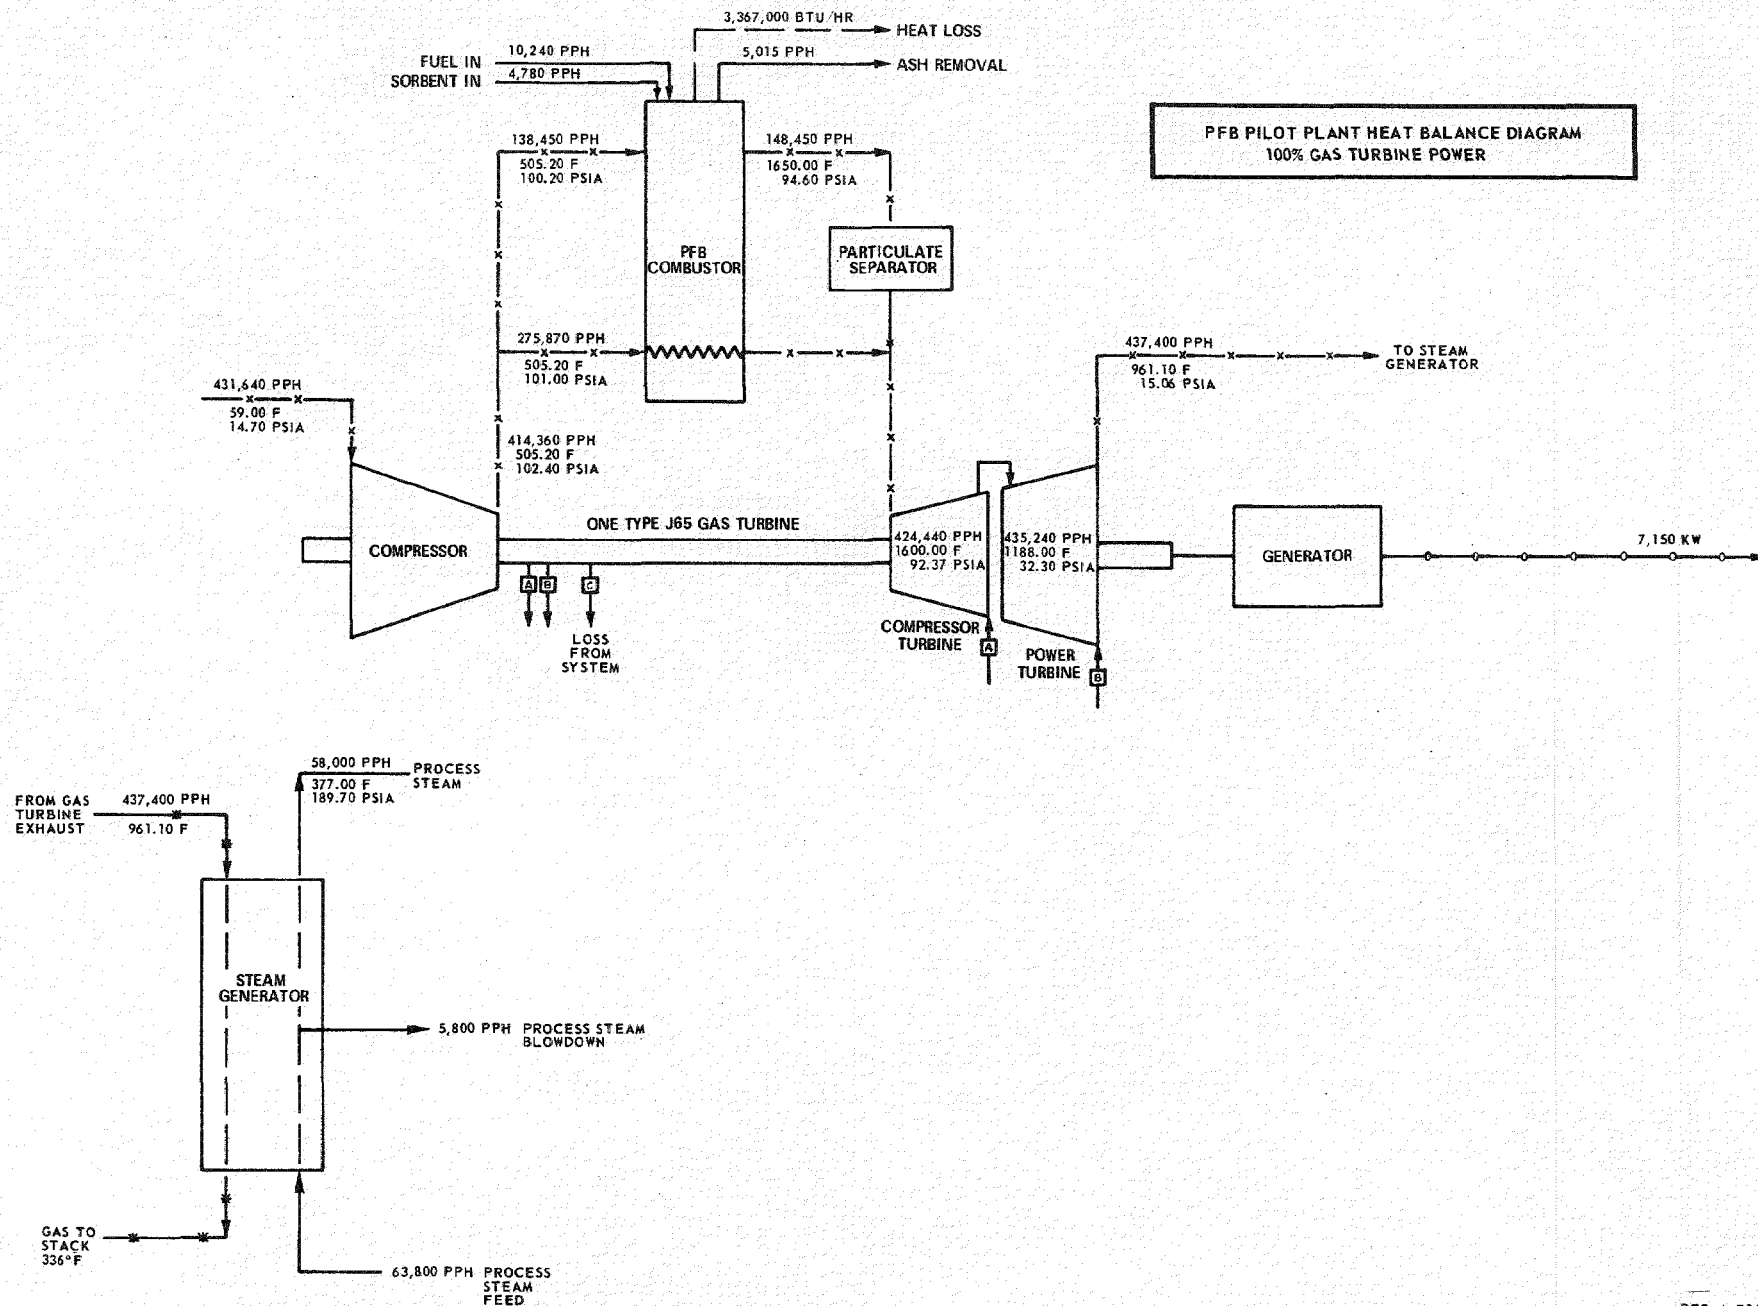 3,367,000 BTU/HR
HEAT LOSS
10,240 PPH
5,015 PPH
FUEL IN
ASH REMOVAL
4,780 PPH
SORBENT IN
PFB PILOT PLANT HEAT BALANCE DIAGRAM
100% GAS TURBINE POWER
138,450 PPH
505.20 F
100.20 PSIA
148,450 PPH
1650.00 F
94.60 PSIA
PFB
COMBUSTOR
PARTICULATE
SEPARATOR
275,870 PPH
505.20 F
101.00 PSIA
437,400 PPH
961.10 F
15.06 PSIA
TO STEAM
GENERATOR
431,640 PPH
59.00 F
14.70 PSIA
414,360 PPH
505.20 F
102.40 PSIA
ONE TYPE J65 GAS TURBINE
COMPRESSOR
424,440 PPH
1600.00 F
92.37 PSIA
435,240 PPH
1188.00 F
32.30 PSIA
GENERATOR
7,150 KW
A
B
C
LOSS
FROM
SYSTEM
COMPRESSOR
TURBINE
A
POWER
TURBINE
B
58,000 PPH
377.00 F
189.70 PSIA
PROCESS
STEAM
FROM GAS
TURBINE
EXHAUST
437,400 PPH
961.10 F
STEAM
GENERATOR
5,800 PPH PROCESS STEAM
BLOWDOWN
GAS TO
STACK
336°F
63,800 PPH PROCESS
STEAM
FEED